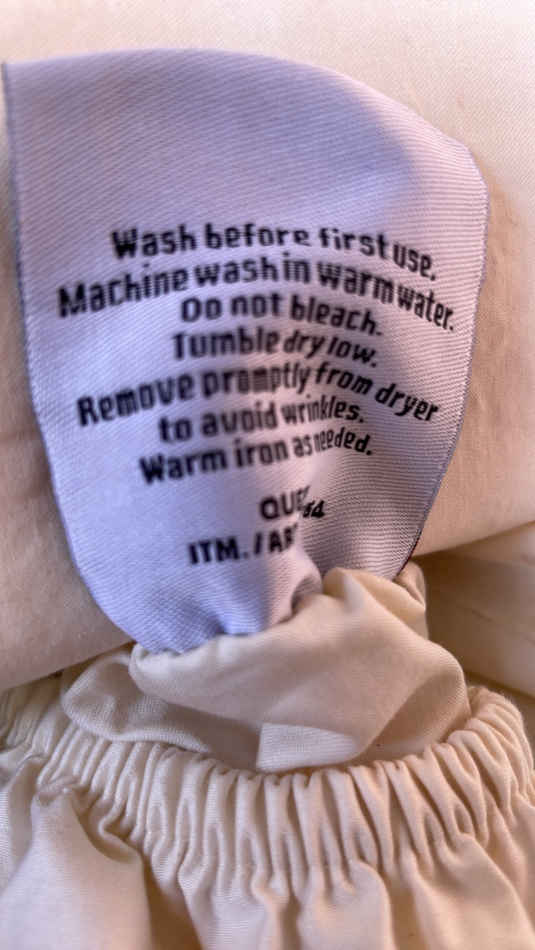 Wash before first use.
Machine wash in warm water.
Do not bleach.
Tumble dry low.
Remove promptly from dryer
to avoid wrinkles.
Warm iron as needed.
ITM. /